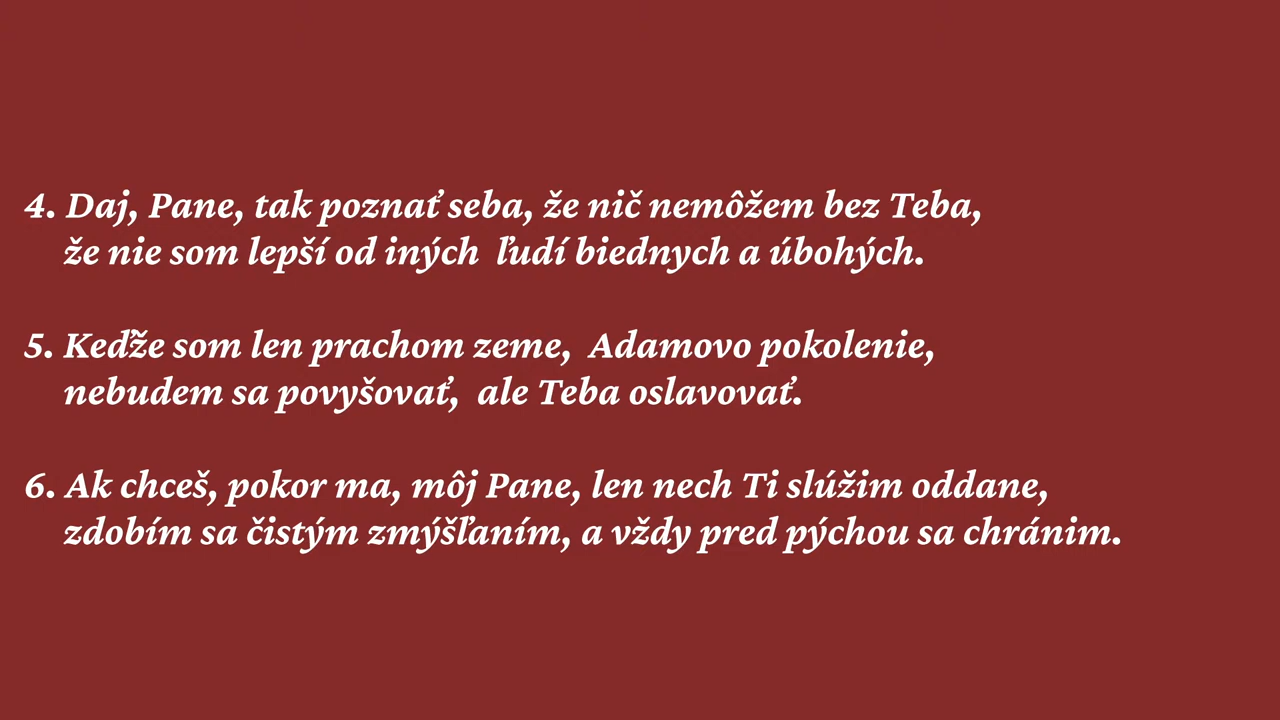 4. Daj, Pane, tak poznať seba, že nič nemôžem bez Teba,
že nie som lepší od iných ľudí biednych a úbohých.
5. Keďže som len prachom zeme, Adamovo pokolenie,
nebudem sa povyšovať, ale Teba oslavovať.
6. Ak chceš, pokor ma, môj Pane, len nech Ti slúžim oddane,
zdobím sa čistým zmýšľaním, a vždy pred pýchou sa chránim.